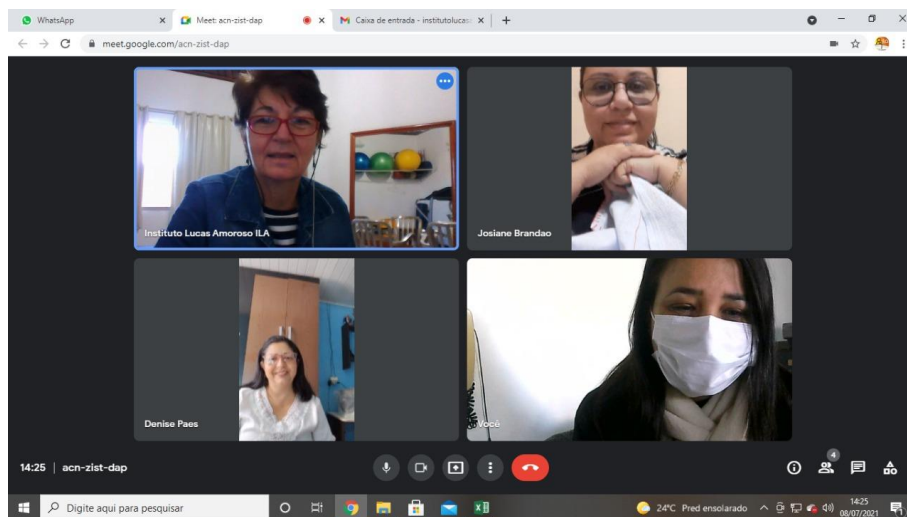 WhatsApp
Meet: acn-zist-dap
Caixa de entrada - institutolucas
meet.google.com/acn-zist-dap
Instituto Lucas Amoroso ILA
Josiane Brandao
Denise Paes
Você
14:25 | acn-zist-dap
4
Digite aqui para pesquisar
24°C Pred ensolarado
14:25
08/07/2021